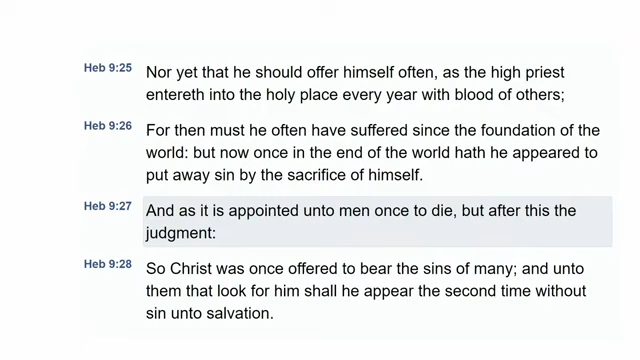 Heb 9:25 Nor yet that he should offer himself often, as the high priest
entereth into the holy place every year with blood of others;
Heb 9:26 For then must he often have suffered since the foundation of the
world: but now once in the end of the world hath he appeared to
put away sin by the sacrifice of himself.
Heb 9:27 And as it is appointed unto men once to die, but after this the
judgment:
Heb 9:28 So Christ was once offered to bear the sins of many; and unto
them that look for him shall he appear the second time without
sin unto salvation.